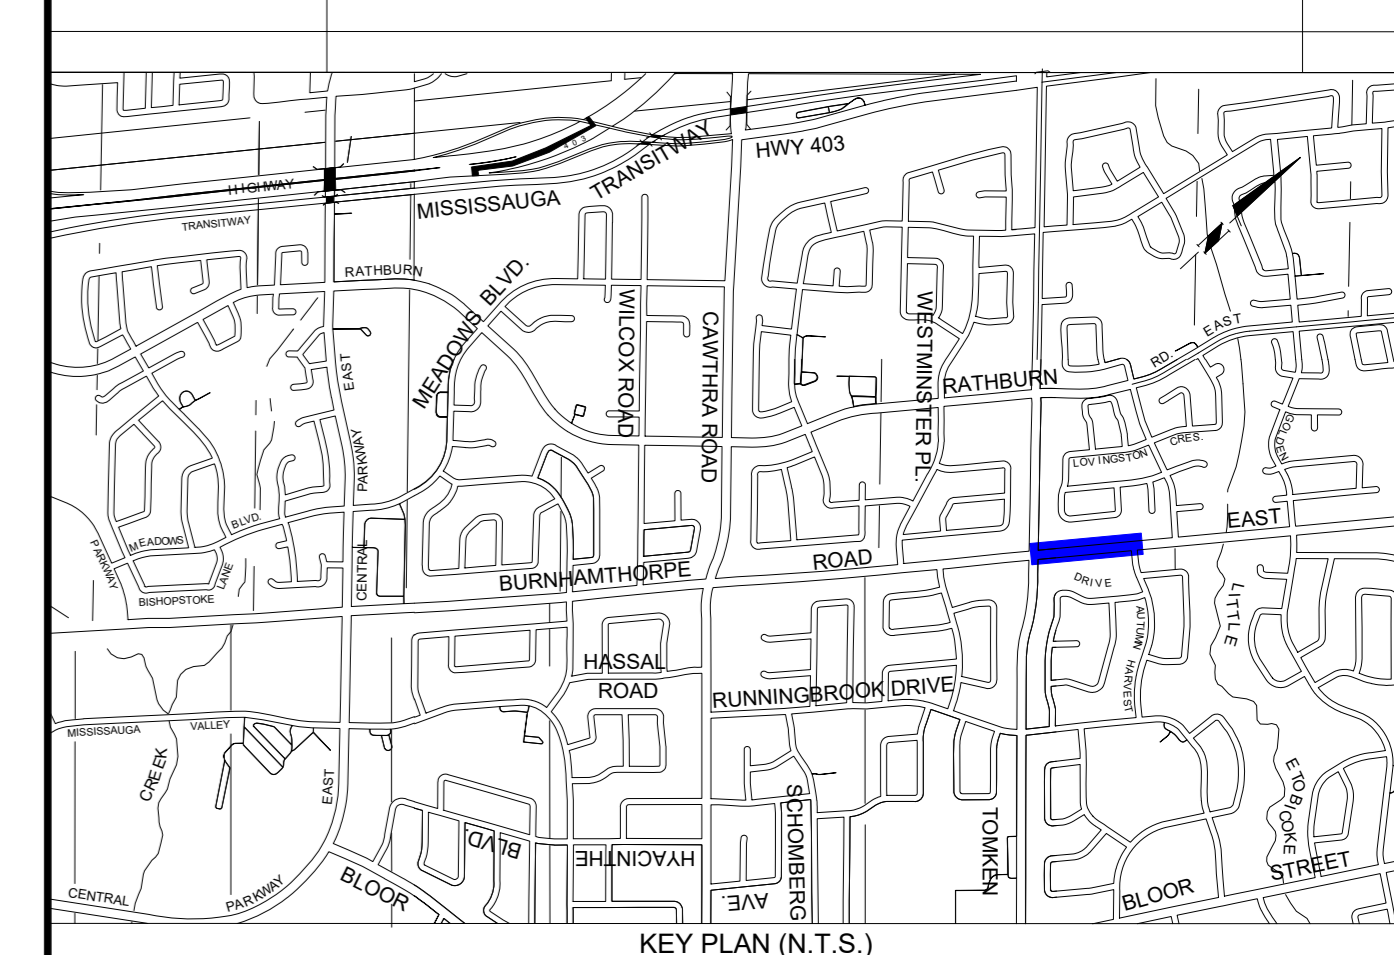 403
HWY 403
TRANSITWAY
HIGHWAY
MISSISSAUGA
TRANSITWAY
RATHBURN
MEADOWS BLVD.
WILCOX ROAD
CAWTHRA ROAD
WESTMINSTER PL.
RATHBURN
RD. EAST
EAST
PARKWAY
CENTRAL
LOVINGSTON
CRES.
GOLDEN
BLVD.
MEADOWS
PARKWAY
LANE
BISHOPSTOKE
BURNHAMTHORPE
ROAD
EAST
DRIVE
AUTUMN HARVEST
LITTLE
HASSAL
ROAD
RUNNINGBROOK DRIVE
MISSISSAUGA
VALLEY
CREEK
EAST
BLVD.
HYACINTHE
SCHOMBERG
AVE.
TOMKEN
ETOBICOKE
CENTRAL
PARKWAY
BLOOR
BLOOR
STREET
KEY PLAN (N.T.S.)